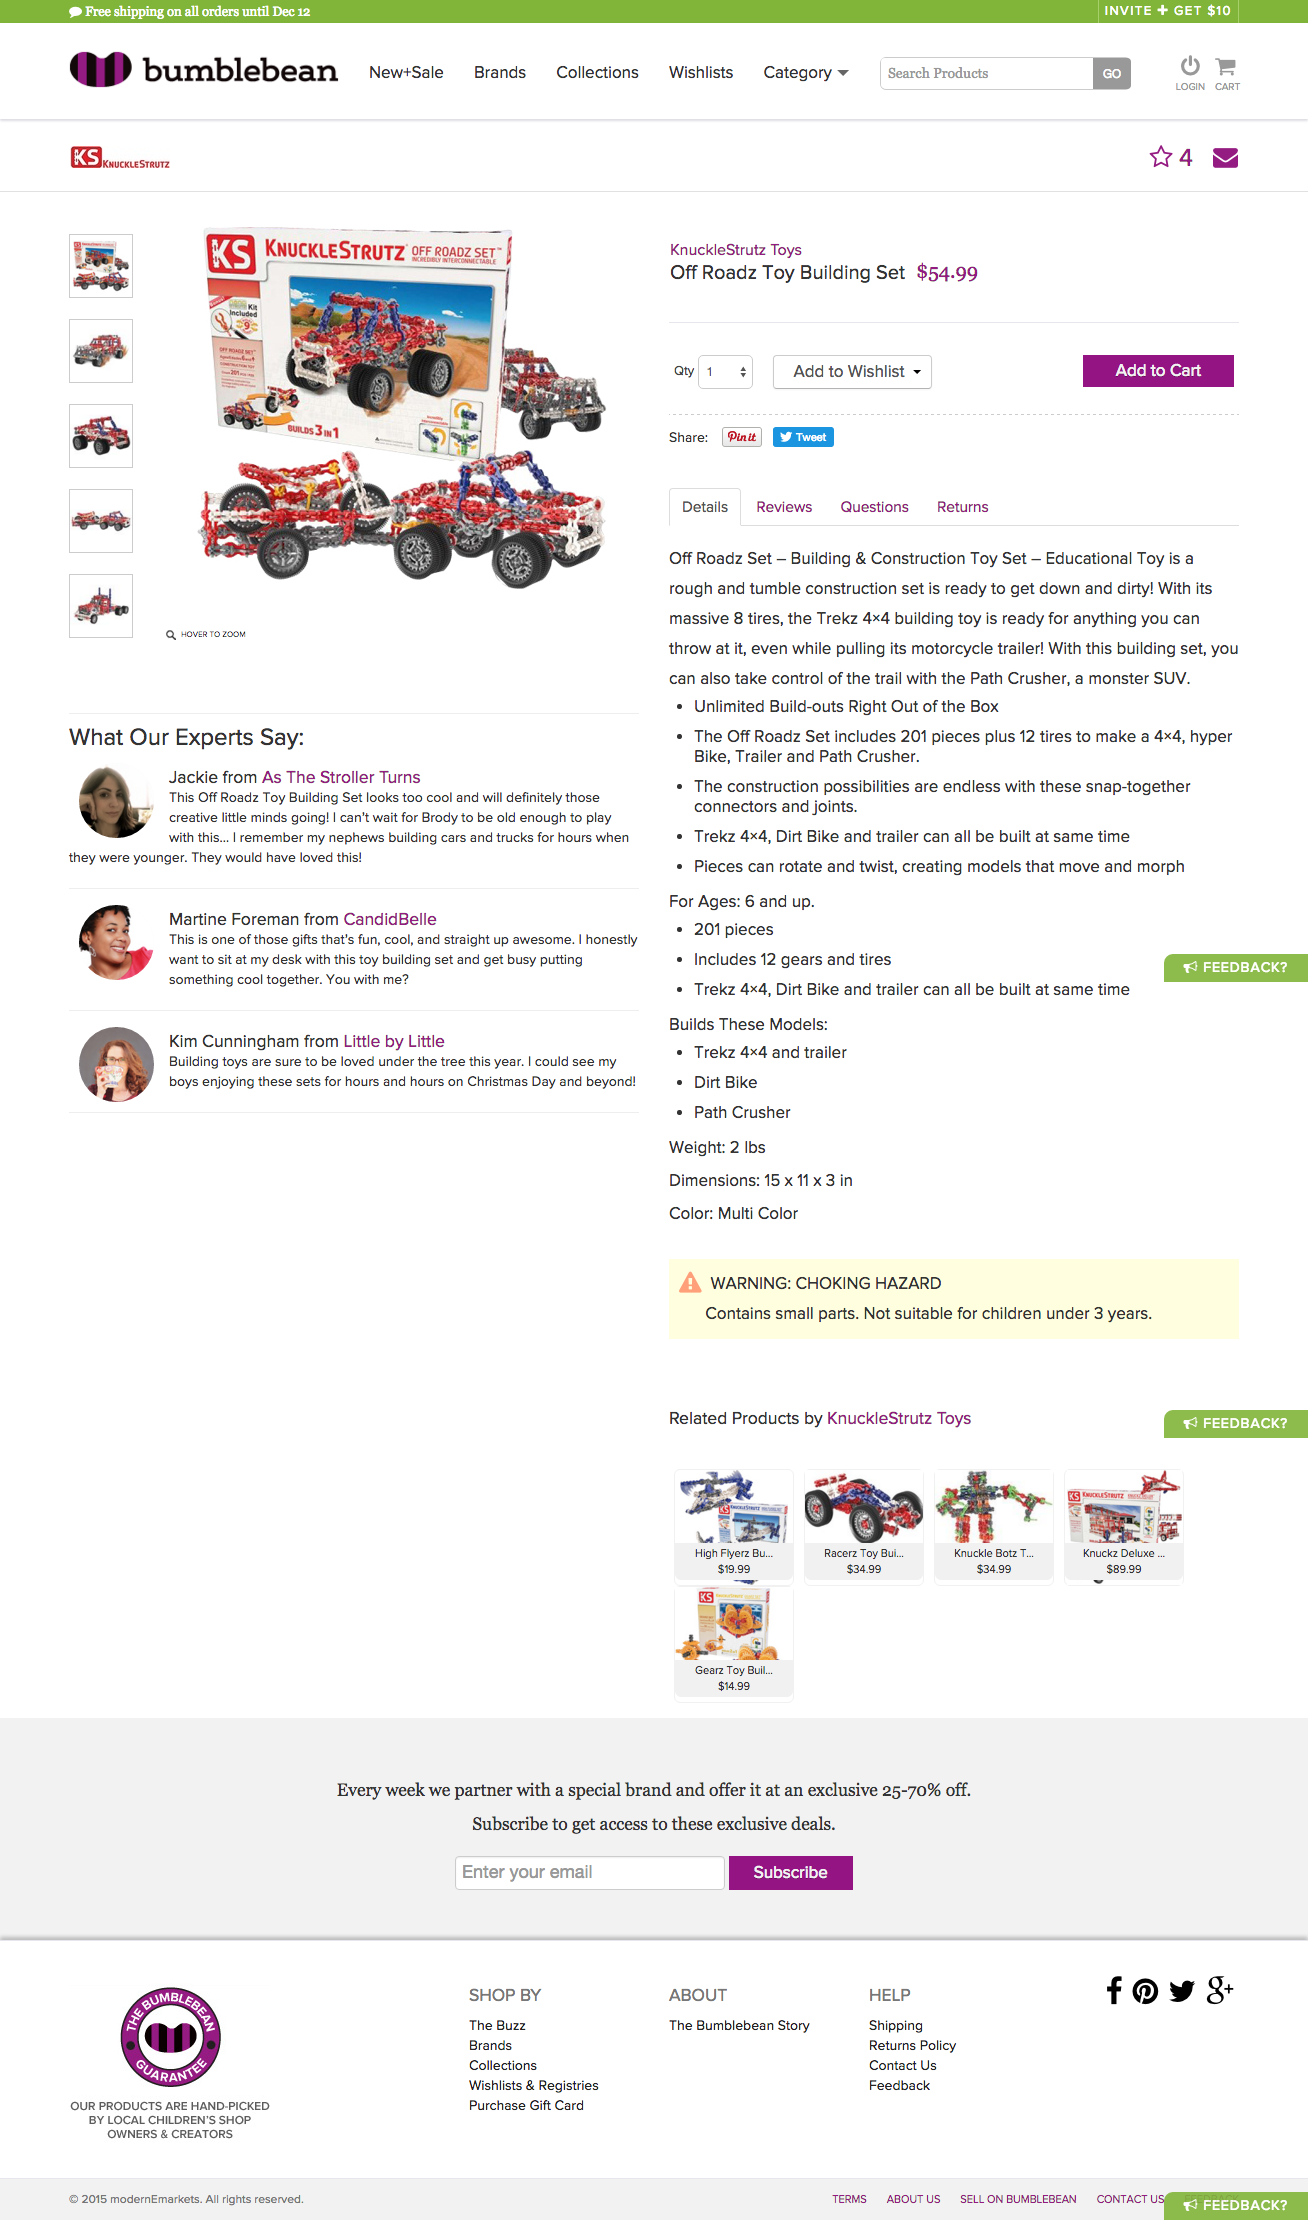 Free shipping on all orders until Dec 12
INVITE + GET $10
bumblebean
New+Sale
Brands
Collections
Wishlists
Category
Search Products
GO
LOGIN
CART
KS KNUCKLESTRUTZ
4
KS KNUCKLESTRUTZ OFF ROADZ SET™
INCREDIBLY INTERCONNECTABLE
Kit
Included
9
OFF ROADZ SET
201
BUILDS 3 IN 1
HOVER TO ZOOM
KnuckleStrutz Toys
Off Roadz Toy Building Set $54.99
Qty 1
Add to Wishlist
Add to Cart
Share:
Pin it
Tweet
Details
Reviews
Questions
Returns
Off Roadz Set – Building & Construction Toy Set – Educational Toy is a
rough and tumble construction set is ready to get down and dirty! With its
massive 8 tires, the Trekz 4×4 building toy is ready for anything you can
throw at it, even while pulling its motorcycle trailer! With this building set, you
can also take control of the trail with the Path Crusher, a monster SUV.
• Unlimited Build-outs Right Out of the Box
• The Off Roadz Set includes 201 pieces plus 12 tires to make a 4×4, hyper
Bike, Trailer and Path Crusher.
• The construction possibilities are endless with these snap-together
connectors and joints.
• Trekz 4×4, Dirt Bike and trailer can all be built at same time
• Pieces can rotate and twist, creating models that move and morph
For Ages: 6 and up.
• 201 pieces
• Includes 12 gears and tires
• Trekz 4×4, Dirt Bike and trailer can all be built at same time
Builds These Models:
• Trekz 4×4 and trailer
• Dirt Bike
• Path Crusher
Weight: 2 lbs
Dimensions: 15 x 11 x 3 in
Color: Multi Color
WARNING: CHOKING HAZARD
Contains small parts. Not suitable for children under 3 years.
What Our Experts Say:
Jackie from As The Stroller Turns
This Off Roadz Toy Building Set looks too cool and will definitely those
creative little minds going! I can't wait for Brody to be old enough to play
with this... I remember my nephews building cars and trucks for hours when
they were younger. They would have loved this!
Martine Foreman from CandidBelle
This is one of those gifts that's fun, cool, and straight up awesome. I honestly
want to sit at my desk with this toy building set and get busy putting
something cool together. You with me?
Kim Cunningham from Little by Little
Building toys are sure to be loved under the tree this year. I could see my
boys enjoying these sets for hours and hours on Christmas Day and beyond!
FEEDBACK?
Related Products by KnuckleStrutz Toys
FEEDBACK?
KS KNUCKLESTRUTZ
High Flyerz Bu...
$19.99
Racerz Toy Bui...
$34.99
Knuckle Botz T...
$34.99
KS KNUCKLESTRUTZ
Knuckz Deluxe ...
$89.99
KS KNUCKLESTRUTZ
Gearz Toy Buil...
$14.99
Every week we partner with a special brand and offer it at an exclusive 25-70% off.
Subscribe to get access to these exclusive deals.
Enter your email
Subscribe
THE BUMBLEBEAN
GUARANTEE
OUR PRODUCTS ARE HAND-PICKED
BY LOCAL CHILDREN'S SHOP
OWNERS & CREATORS
SHOP BY
The Buzz
Brands
Collections
Wishlists & Registries
Purchase Gift Card
ABOUT
The Bumblebean Story
HELP
Shipping
Returns Policy
Contact Us
Feedback
© 2015 modernEmarkets. All rights reserved.
TERMS
ABOUT US
SELL ON BUMBLEBEAN
CONTACT US
FEEDBACK?